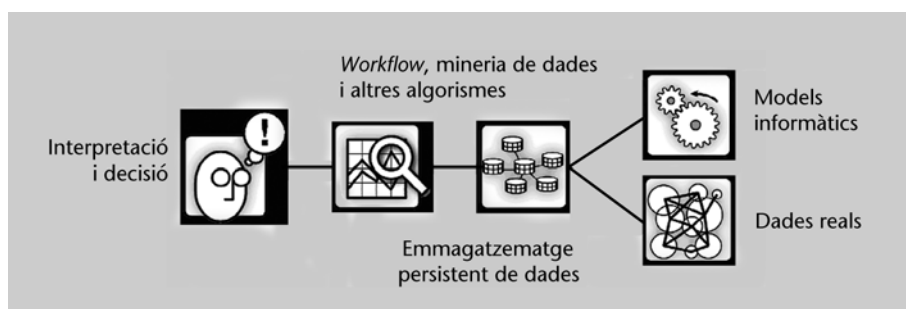 Interpretació
i decisió
Workflow, mineria de dades
i altres algorismes
Emmagatzematge
persistent de dades
Models
informàtics
Dades reals